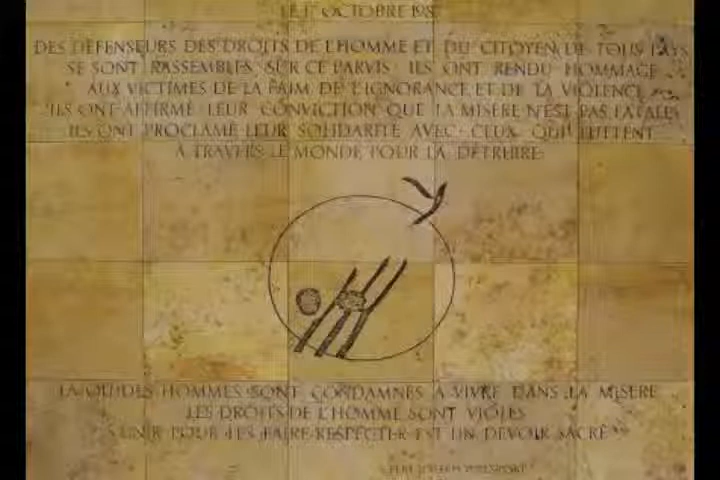 LE 17 OCTOBRE 1987
DES DÉFENSEURS DES DROITS DE L'HOMME ET DU CITOYEN DE TOUS PAYS
SE SONT RASSEMBLÉS SUR CE PARVIS. ILS ONT RENDU HOMMAGE
AUX VICTIMES DE LA FAIM, DE L'IGNORANCE ET DE LA VIOLENCE.
ILS ONT AFFIRMÉ LEUR CONVICTION QUE LA MISÈRE N'EST PAS FATALE.
ILS ONT PROCLAMÉ LEUR SOLIDARITÉ AVEC CEUX QUI LUTTENT
À TRAVERS LE MONDE POUR LA DÉTRUIRE.
LÀ OÙ DES HOMMES SONT CONDAMNÉS À VIVRE DANS LA MISÈRE
LES DROITS DE L'HOMME SONT VIOLÉS
S'UNIR POUR LES FAIRE RESPECTER EST UN DEVOIR SACRÉ
PÈRE JOSEPH WRESINSKI